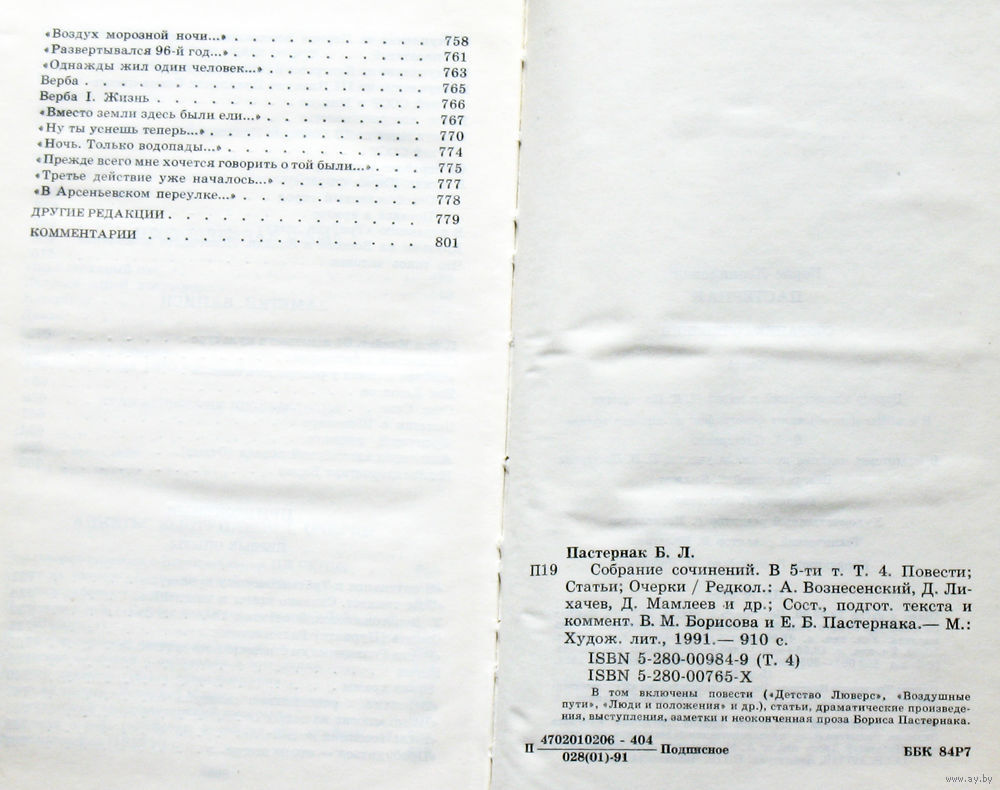 «Воздух морозной ночи...» . . . . . . . . . . . . 758
«Развертывался 96-й год...» . . . . . . . . . . . . 761
«Однажды жил один человек...» . . . . . . . . . . 763
Верба . . . . . . . . . . . . . . . . . 765
Верба I. Жизнь . . . . . . . . . . . . . . 766
«Вместо земли здесь были ели...» . . . . . . . . . . 767
«Ну ты уснешь теперь...» . . . . . . . . . . . . 770
«Ночь. Только водопады...» . . . . . . . . . . . 774
«Прежде всего мне хочется говорить о той были...» . . . 775
«Третье действие уже началось...» . . . . . . . . . 777
«В Арсеньевском переулке...» . . . . . . . . . . . 778
ДРУГИЕ РЕДАКЦИИ . . . . . . . . . . . . . 779
КОММЕНТАРИИ . . . . . . . . . . . . . . 801
Пастернак Б. Л.
П19 Собрание сочинений. В 5-ти т. Т. 4. Повести;
Статьи; Очерки / Редкол.: А. Вознесенский, Д. Ли-
хачев, Д. Мамлеев и др.; Сост., подгот. текста и
коммент. В. М. Борисова и Е. Б. Пастернака.— М.:
Худож. лит., 1991.— 910 с.
ISBN 5-280-00984-9 (Т. 4)
ISBN 5-280-00765-X
В том включены повести («Детство Люверс», «Воздушные
пути», «Люди и положения» и др.), статьи, драматические произведе-
ния, выступления, заметки и неоконченная проза Бориса Пастернака.
П 4702010206 - 404 Подписное ББК 84Р7
028(01)-91
www.ay.by